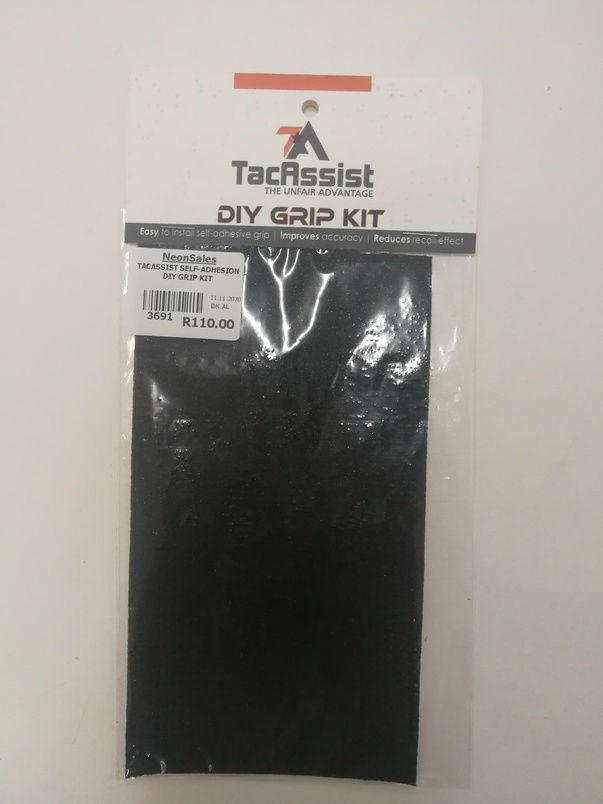 TA
TacAssist
THE UNFAIR ADVANTAGE
DIY GRIP KIT
Easy to install self-adhesive grip | Improves accuracy | Reduces recoil effect
NeonSales
TACASSIST SELF-ADHESION
DIY GRIP KIT
11.11.2020
BK.AL
3691 R110.00